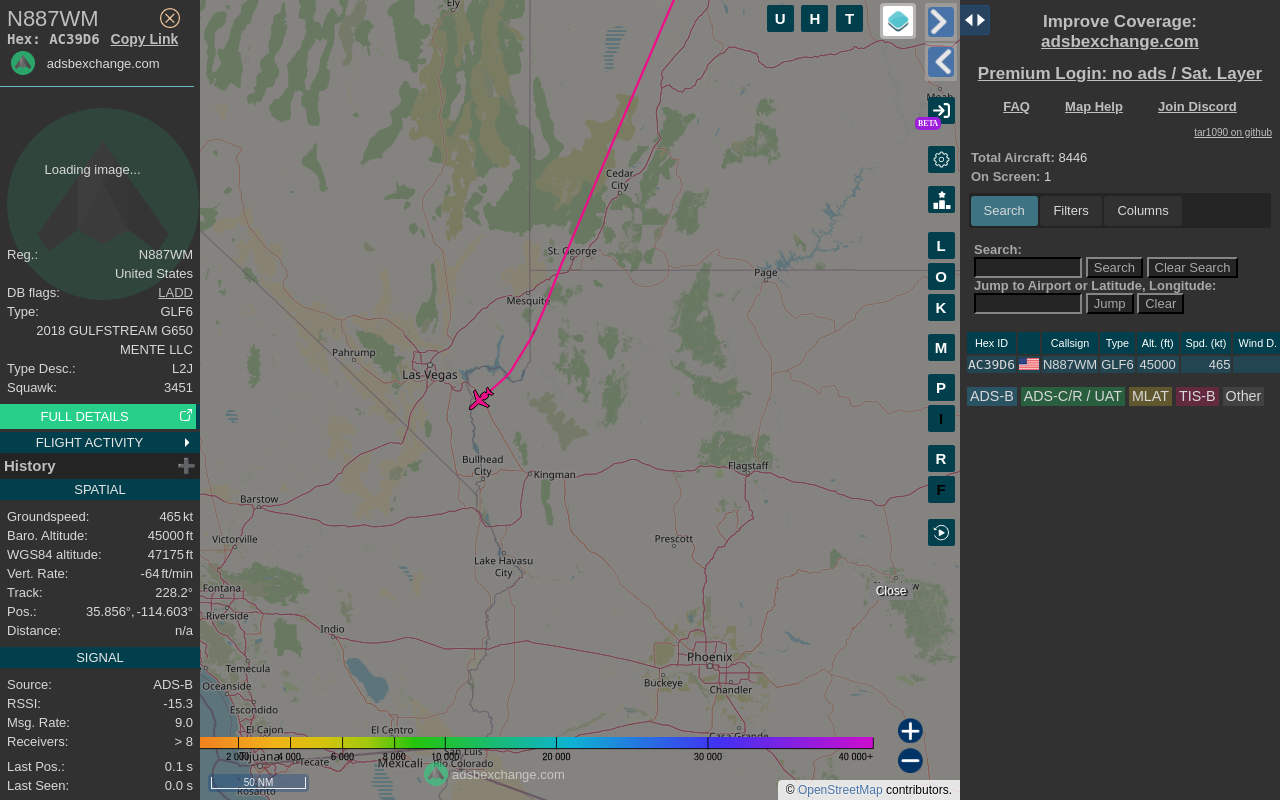 N887WM
Hex: AC39D6 Copy Link
adsbexchange.com
Loading image...
Reg.: N887WM
United States
DB flags: LADD
Type: GLF6
2018 GULFSTREAM G650
MENTE LLC
Type Desc.: L2J
Squawk: 3451
FULL DETAILS
FLIGHT ACTIVITY
History
SPATIAL
Groundspeed: 465 kt
Baro. Altitude: 45000 ft
WGS84 altitude: 47175 ft
Vert. Rate: -64 ft/min
Track: 228.2°
Pos.: 35.856°, -114.603°
Distance: n/a
SIGNAL
Source: ADS-B
RSSI: -15.3
Msg. Rate: 9.0
Receivers: > 8
Last Pos.: 0.1 s
Last Seen: 0.0 s
Ely
U H T
Moab
BETA
Cedar
City
St. George
Page
Mesquite
Pahrump
Las Vegas
Bullhead
City
Kingman
Flagstaff
Barstow
Victorville
Prescott
Lake Havasu
City
Fontana
Riverside
Indio
Close
Temecula
Oceanside
Phoenix
Buckeye
Chandler
Escondido
El Cajon
El Centro
Casa Grande
Tijuana
Tecate
Mexicali
San Luis
Río Colorado
Rosarito
L
O
K
M
P
I
R
F
2 000 4 000 6 000 8 000 10 000 20 000 30 000 40 000+
50 NM
adsbexchange.com
© OpenStreetMap contributors.
Improve Coverage:
adsbexchange.com
Premium Login: no ads / Sat. Layer
FAQ Map Help Join Discord
tar1090 on github
Total Aircraft: 8446
On Screen: 1
Search Filters Columns
Search:
Search Clear Search
Jump to Airport or Latitude, Longitude:
Jump Clear
Hex ID Callsign Type Alt. (ft) Spd. (kt) Wind D.
AC39D6 N887WM GLF6 45000 465
ADS-B ADS-C/R / UAT MLAT TIS-B Other